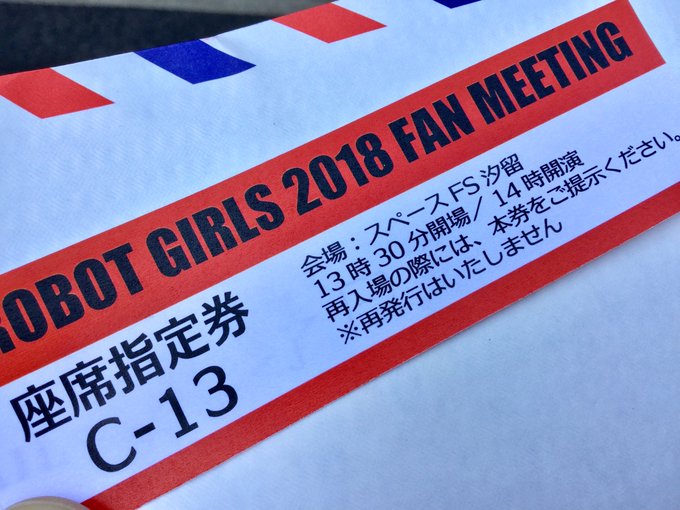 ROBOT GIRLS 2018 FAN MEETING
座席指定券
C-13
会場：スペースFS汐留
13時30分開場/14時開演
再入場の際には、本券をご提示ください。
※再発行はいたしません